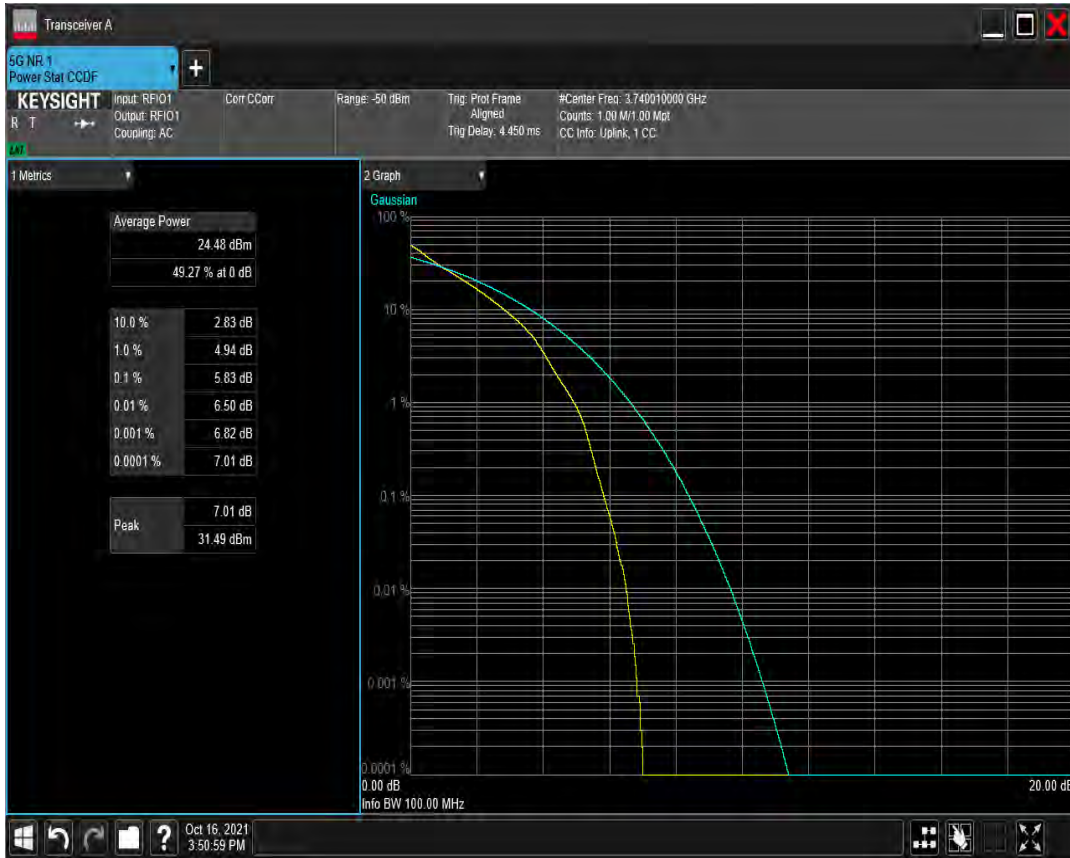 Transceiver A
5G NR 1
Power Stat CCDF
+
KEYSIGHT
R T
LXI
Input: RFIO1
Output: RFIO1
Coupling: AC
Corr CCorr
Range: -50 dBm
Trig: Prot Frame
Aligned
Trig Delay: 4.450 ms
#Center Freq: 3.740010000 GHz
Counts: 1.00 M/1.00 Mpt
CC Info: Uplink, 1 CC
1 Metrics
Average Power
24.48 dBm
49.27 % at 0 dB
10.0 % 2.83 dB
1.0 % 4.94 dB
0.1 % 5.83 dB
0.01 % 6.50 dB
0.001 % 6.82 dB
0.0001 % 7.01 dB
Peak 7.01 dB
31.49 dBm
2 Graph
Gaussian
100 %
10 %
1 %
0.1 %
0.01 %
0.001 %
0.0001 %
0.00 dB 20.00 dB
Info BW 100.00 MHz
?
Oct 16, 2021
3:50:59 PM